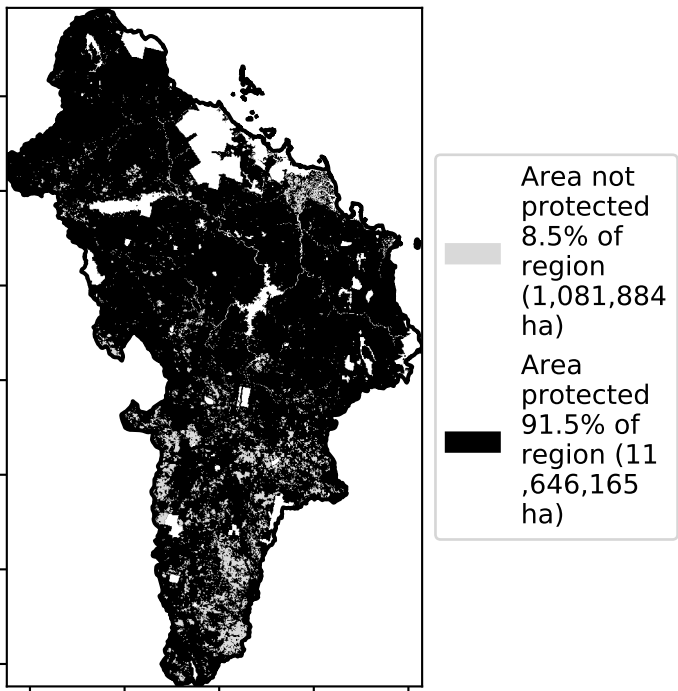 Area not
protected
8.5% of
region
(1,081,884
ha)
Area
protected
91.5% of
region (11
,646,165
ha)